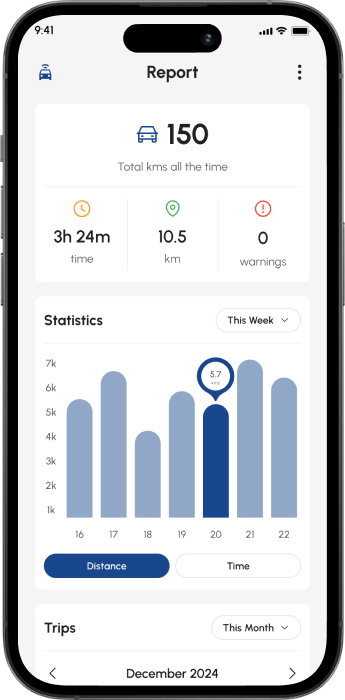 9:41
Report
150
Total kms all the time
3h 24m 10.5 0
time km warnings
Statistics This Week
7k
6k
5k
4k
3k
2k
1k
5.7
kms
16 17 18 19 20 21 22
Distance Time
Trips This Month
December 2024